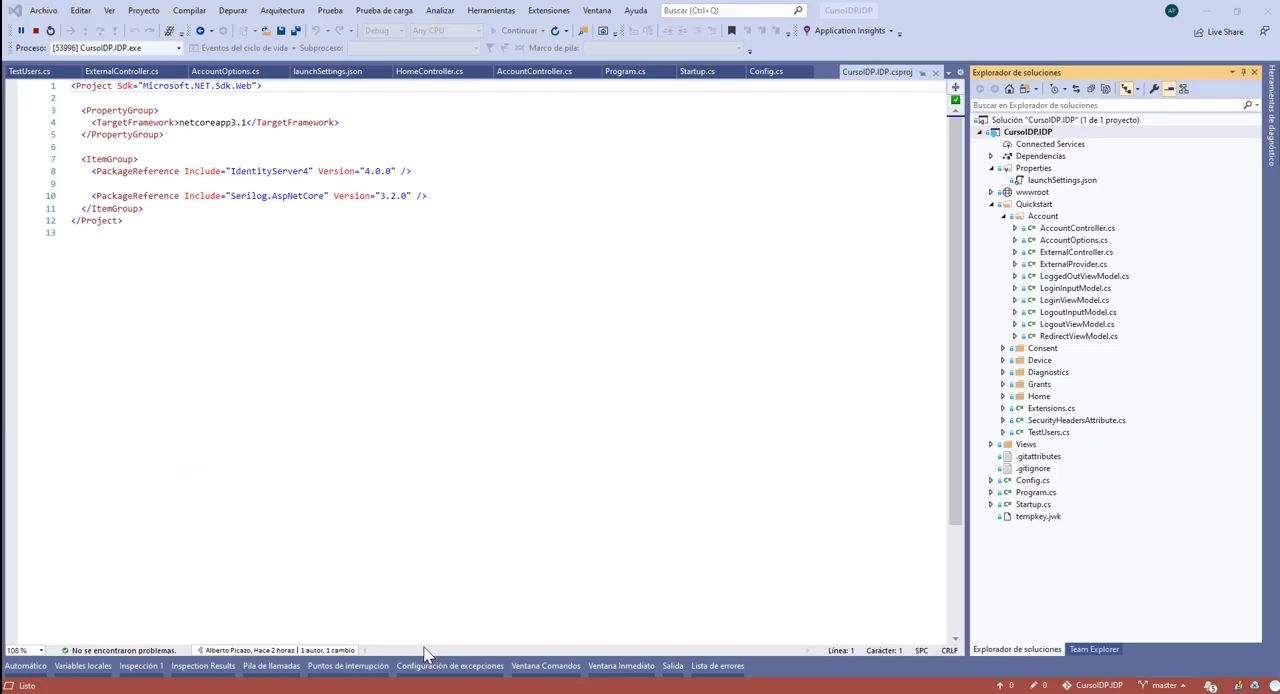 Archivo Editar Ver Proyecto Compilar Depurar Arquitectura Prueba Prueba de carga Analizar Herramientas Extensiones Ventana Ayuda Buscar (Ctrl+Q) CursoIDP.IDP AP
Debug Any CPU Continuar Application Insights Live Share
Proceso: [53996] CursoIDP.IDP.exe Eventos del ciclo de vida Subproceso: Marco de pila:
TestUsers.cs ExternalController.cs AccountOptions.cs launchSettings.json HomeController.cs AccountController.cs Program.cs Startup.cs Config.cs CursoIDP.IDP.csproj
1 <Project Sdk="Microsoft.NET.Sdk.Web">
2
3 <PropertyGroup>
4 <TargetFramework>netcoreapp3.1</TargetFramework>
5 </PropertyGroup>
6
7 <ItemGroup>
8 <PackageReference Include="IdentityServer4" Version="4.0.0" />
9
10 <PackageReference Include="Serilog.AspNetCore" Version="3.2.0" />
11 </ItemGroup>
12 </Project>
13
108 % No se encontraron problemas. Alberto Picazo, Hace 2 horas | 1 autor, 1 cambio Línea: 1 Carácter: 1 SPC CRLF
Explorador de soluciones
Buscar en Explorador de soluciones
Solución "CursoIDP.IDP" (1 de 1 proyecto)
CursoIDP.IDP
Connected Services
Dependencias
Properties
launchSettings.json
wwwroot
Quickstart
Account
AccountController.cs
AccountOptions.cs
ExternalController.cs
ExternalProvider.cs
LoggedOutViewModel.cs
LoginInputModel.cs
LoginViewModel.cs
LogoutInputModel.cs
LogoutViewModel.cs
RedirectViewModel.cs
Consent
Device
Diagnostics
Grants
Home
Extensions.cs
SecurityHeadersAttribute.cs
TestUsers.cs
Views
.gitattributes
.gitignore
Config.cs
Program.cs
Startup.cs
tempkey.jwk
Explorador de soluciones Team Explorer
Herramientas de diagnóstico
Automático Variables locales Inspección 1 Inspection Results Pila de llamadas Puntos de interrupción Configuración de excepciones Ventana Comandos Ventana Inmediato Salida Lista de errores
Listo 0 0 CursoIDP.IDP master 5